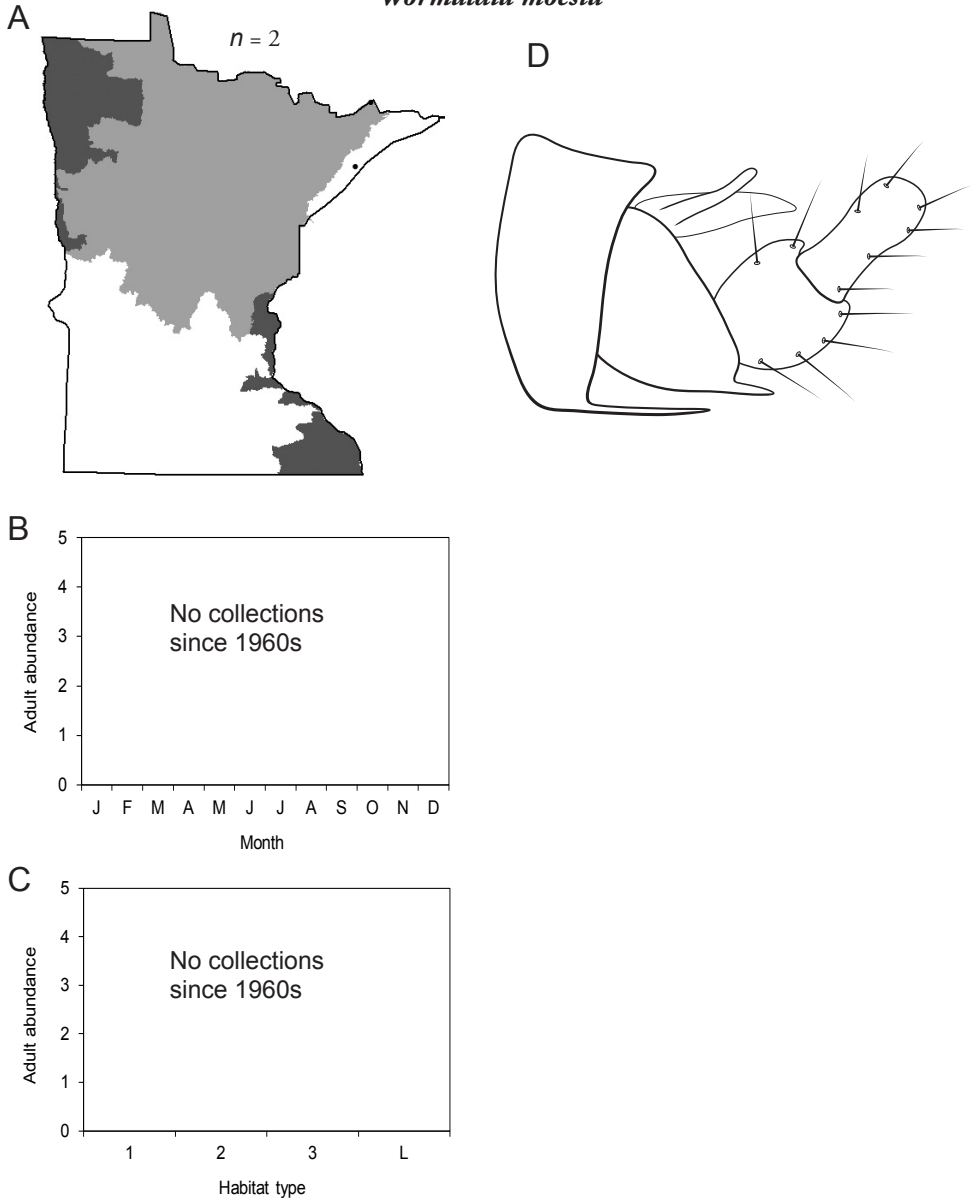 Wormaldia moesta
A
n = 2
D
B
5
4
3
2
1
0
Adult abundance
No collections
since 1960s
J F M A M J J A S O N D
Month
C
5
4
3
2
1
0
Adult abundance
No collections
since 1960s
1 2 3 L
Habitat type